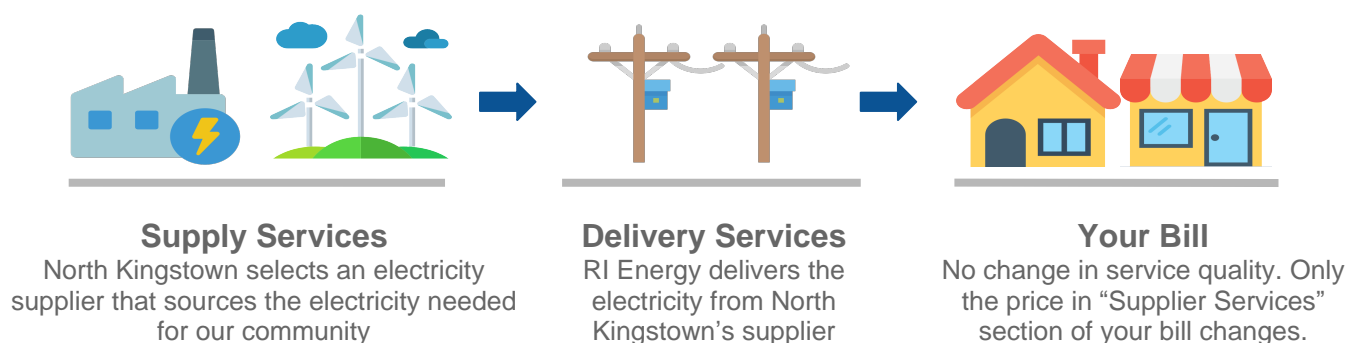 Supply Services
North Kingstown selects an electricity
supplier that sources the electricity needed
for our community
Delivery Services
RI Energy delivers the
electricity from North
Kingstown’s supplier
Your Bill
No change in service quality. Only
the price in “Supplier Services”
section of your bill changes.